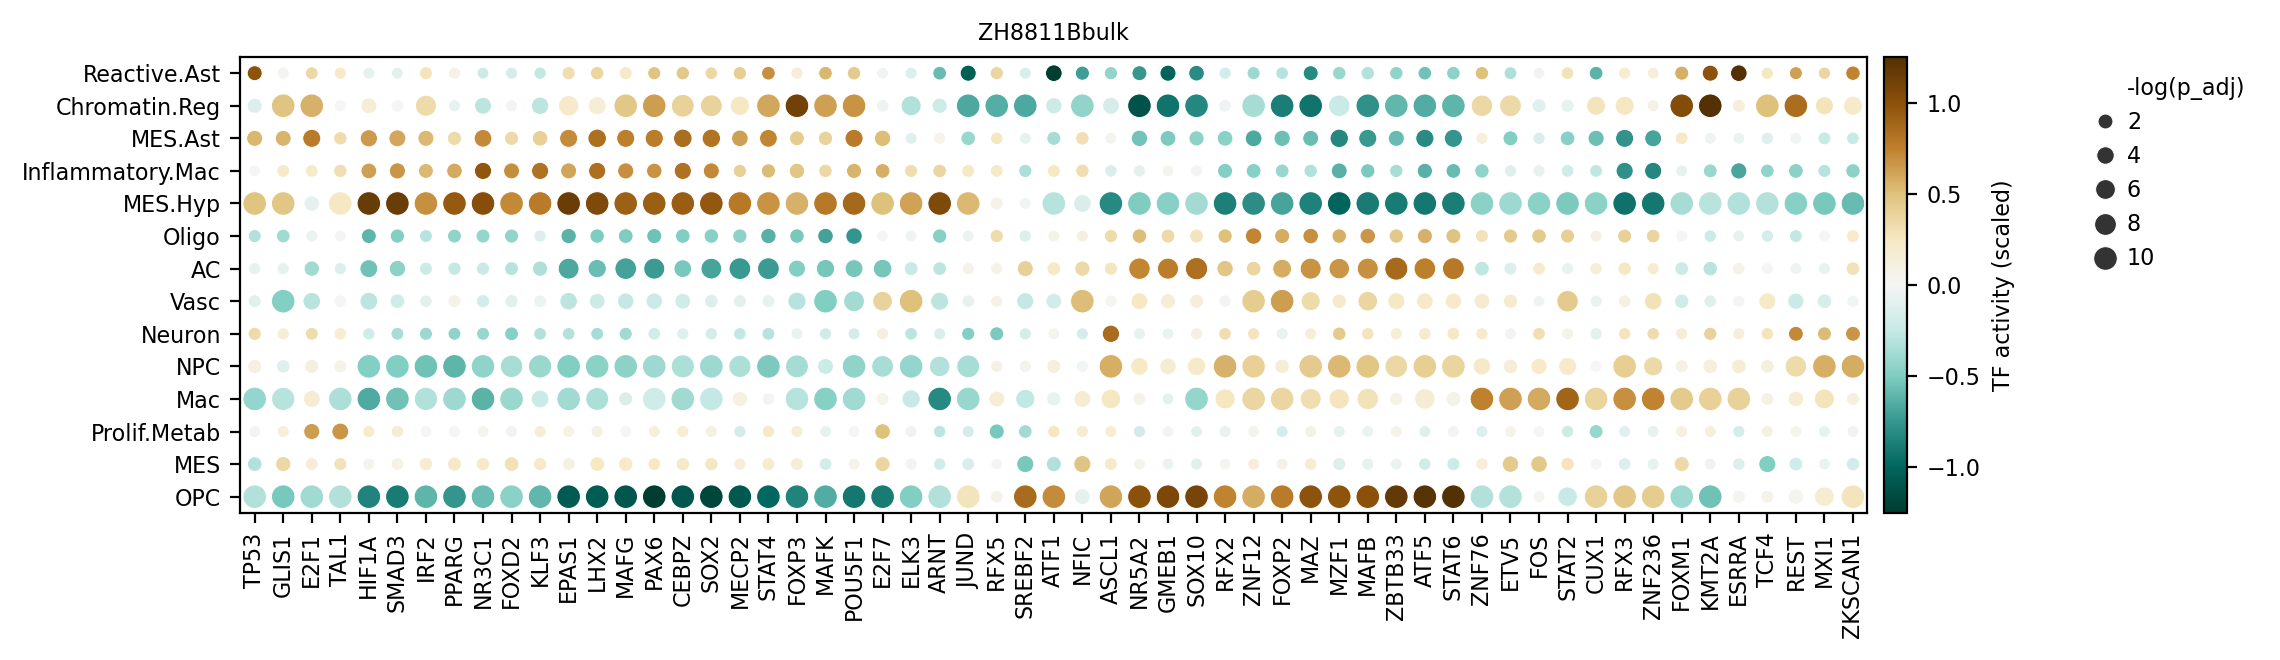 ZH8811Bbulk
Reactive.Ast
Chromatin.Reg
MES.Ast
Inflammatory.Mac
MES.Hyp
Oligo
AC
Vasc
Neuron
NPC
Mac
Prolif.Metab
MES
OPC
TP53
GLIS1
E2F1
TAL1
HIF1A
SMAD3
IRF2
PPARG
NR3C1
FOXD2
KLF3
EPAS1
LHX2
MAFG
PAX6
CEBPZ
SOX2
MECP2
STAT4
FOXP3
MAFK
POU5F1
E2F7
ELK3
ARNT
JUND
RFX5
SREBF2
ATF1
NFIC
ASCL1
NR5A2
GMEB1
SOX10
RFX2
ZNF12
FOXP2
MAZ
MZF1
MAFB
ZBTB33
ATF5
STAT6
ZNF76
ETV5
FOS
STAT2
CUX1
RFX3
ZNF236
FOXM1
KMT2A
ESRRA
TCF4
REST
MXI1
ZKSCAN1
1.0
0.5
0.0
−0.5
−1.0
TF activity (scaled)
-log(p_adj)
2
4
6
8
10